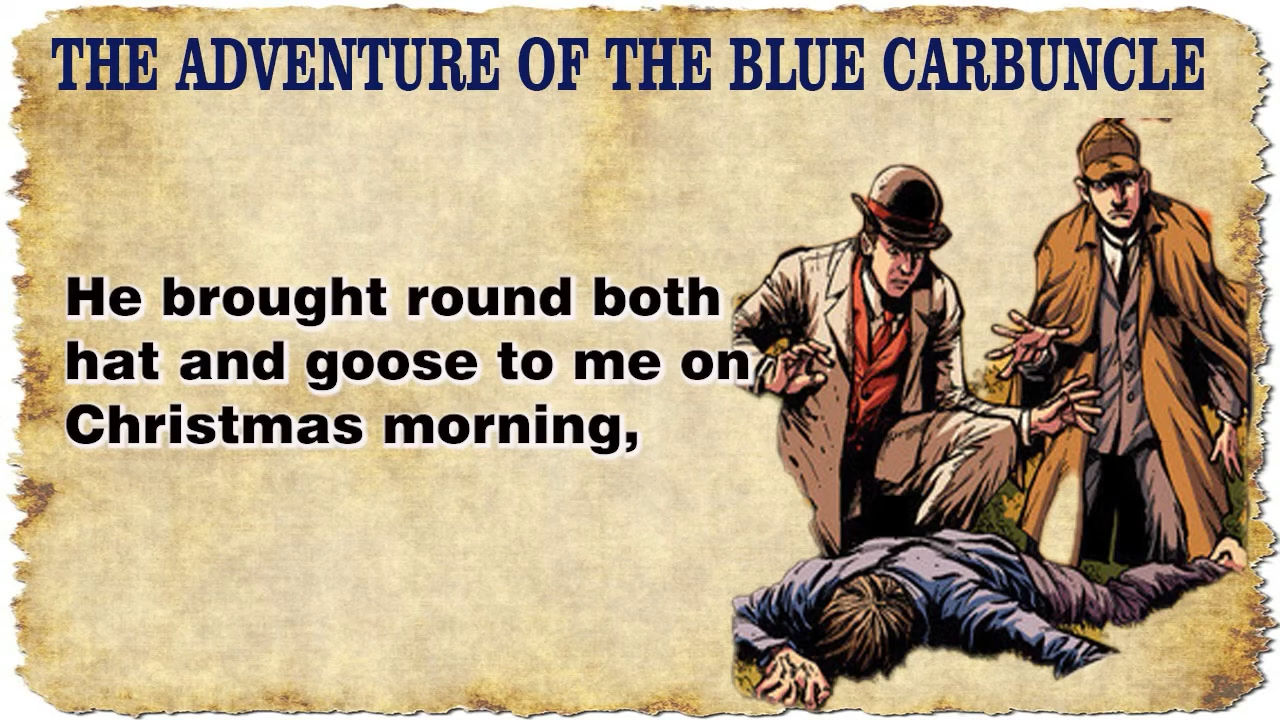 THE ADVENTURE OF THE BLUE CARBUNCLE
He brought round both
hat and goose to me on
Christmas morning,